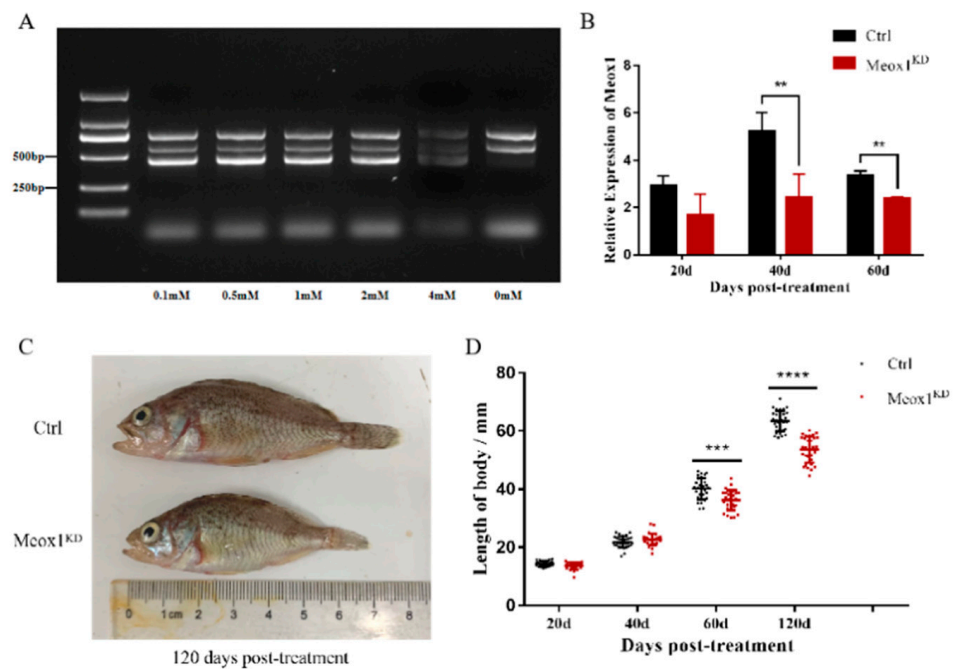 A
500bp
250bp
0.1mM 0.5mM 1mM 2mM 4mM 0mM
B
Ctrl
Meox1KD
Relative Expression of Meox1
8
6
4
2
0
**
**
20d 40d 60d
Days post-treatment
C
Ctrl
Meox1KD
0 1cm 2 3 4 5 6 7 8
120 days post-treatment
D
Ctrl
Meox1KD
Length of body / mm
80
60
40
20
0
***
****
20d 40d 60d 120d
Days post-treatment